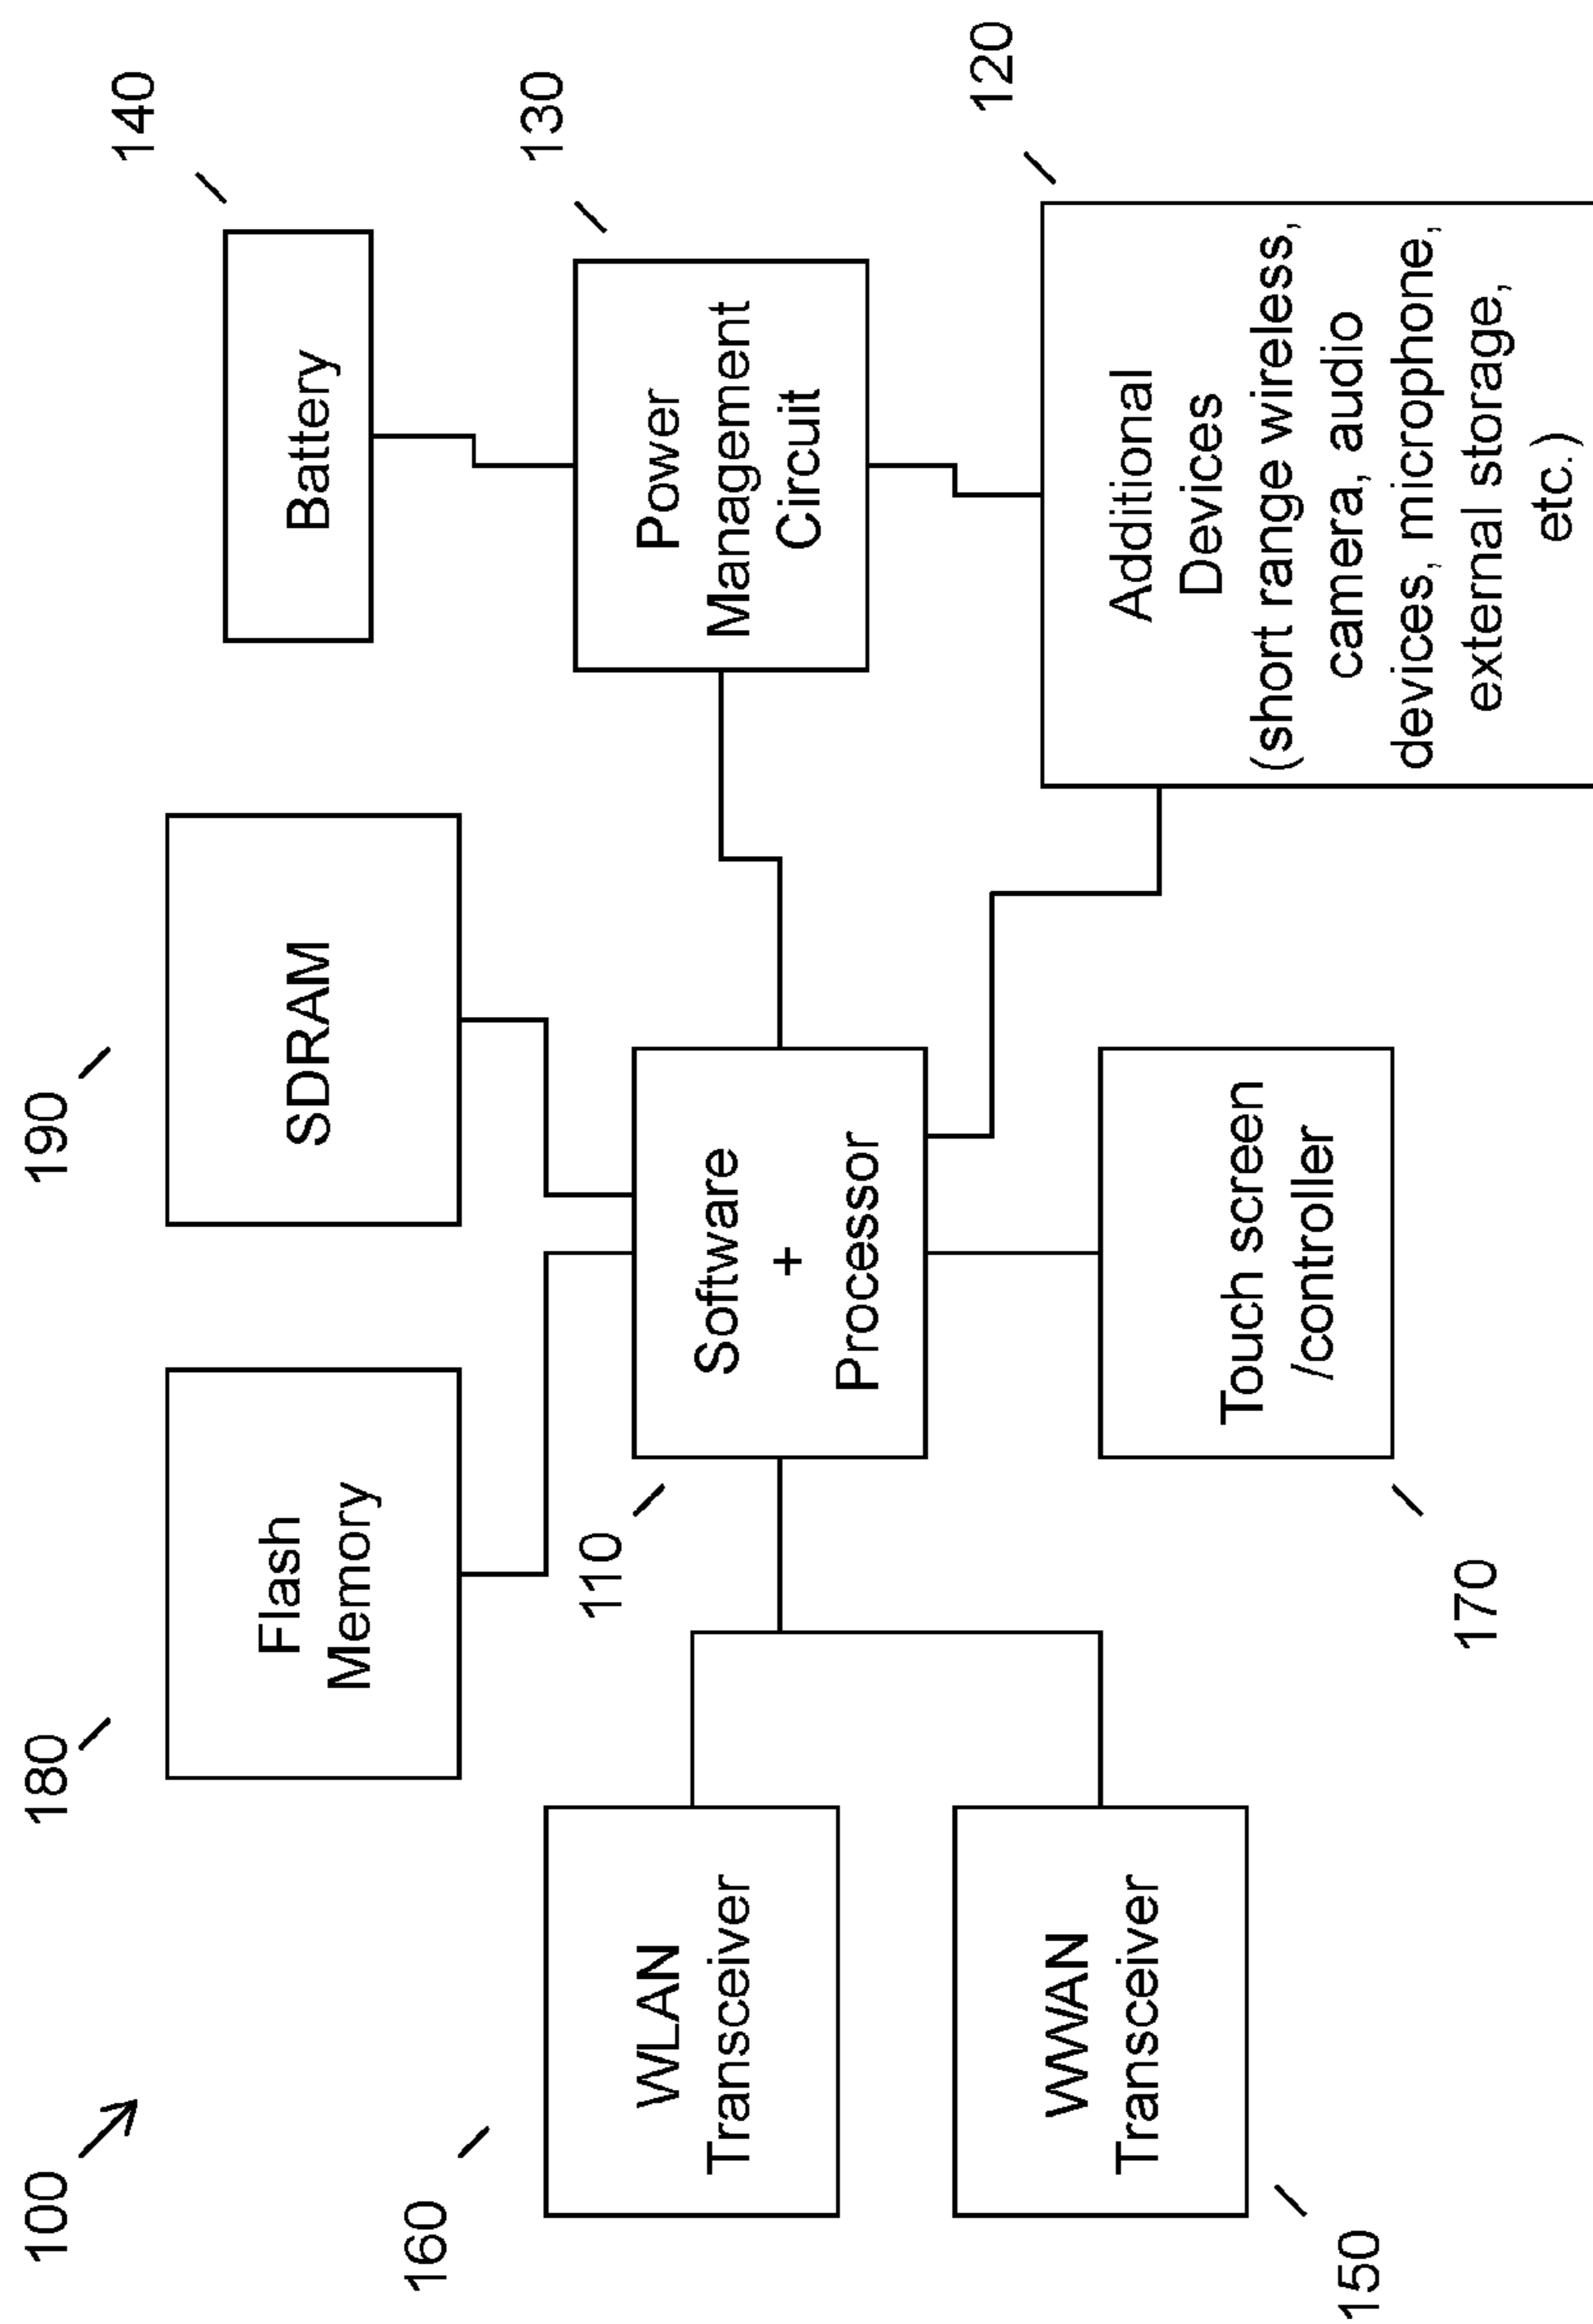 100
180
190
140
Flash
Memory
SDRAM
Battery
160
110
130
WLAN
Transceiver
Software
+
Processor
Power
Management
Circuit
WWAN
Transceiver
150
Touch screen
/controller
170
120
Additional
Devices
(short range wireless,
camera, audio
devices, microphone,
external storage,
etc.)